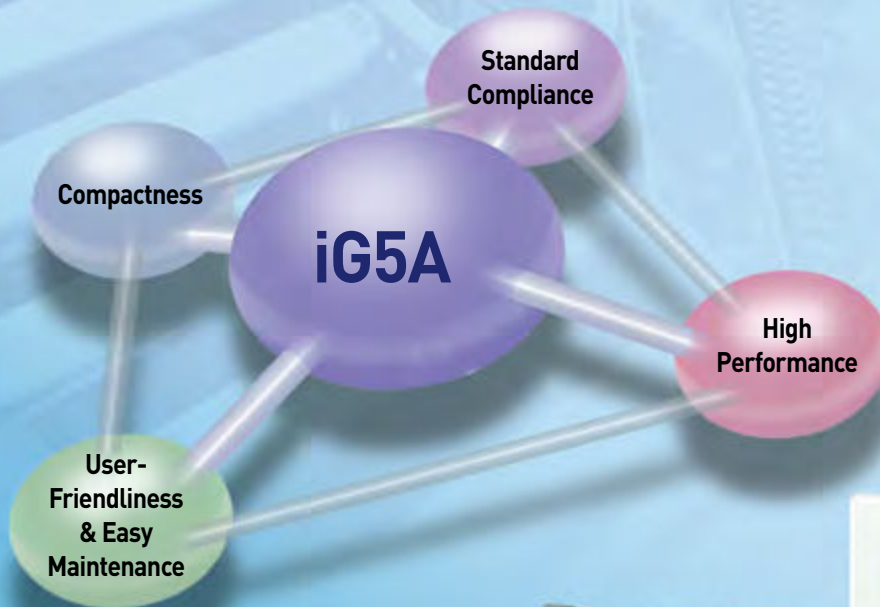 Standard
Compliance
Compactness
iG5A
High
Performance
User-
Friendliness
& Easy
Maintenance